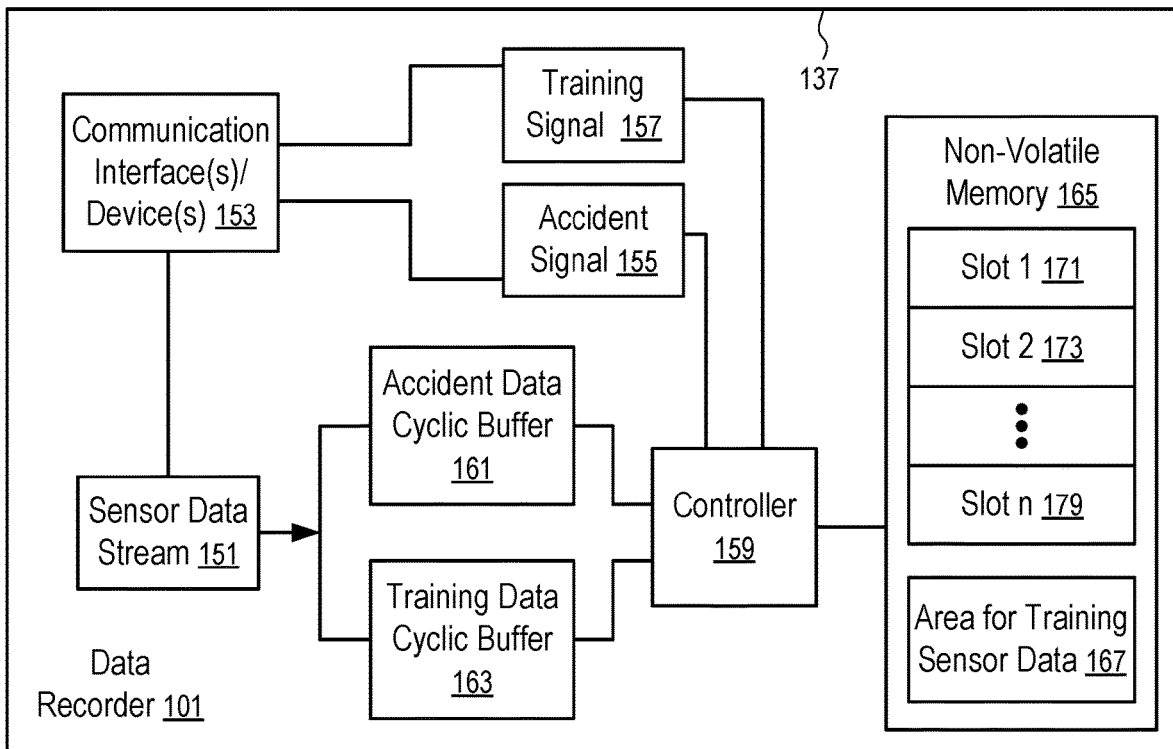 137
Communication
Interface(s)/
Device(s) 153
Training
Signal 157
Accident
Signal 155
Sensor Data
Stream 151
Accident Data
Cyclic Buffer
161
Training Data
Cyclic Buffer
163
Controller
159
Non-Volatile
Memory 165
Slot 1 171
Slot 2 173
Slot n 179
Area for Training
Sensor Data 167
Data
Recorder 101